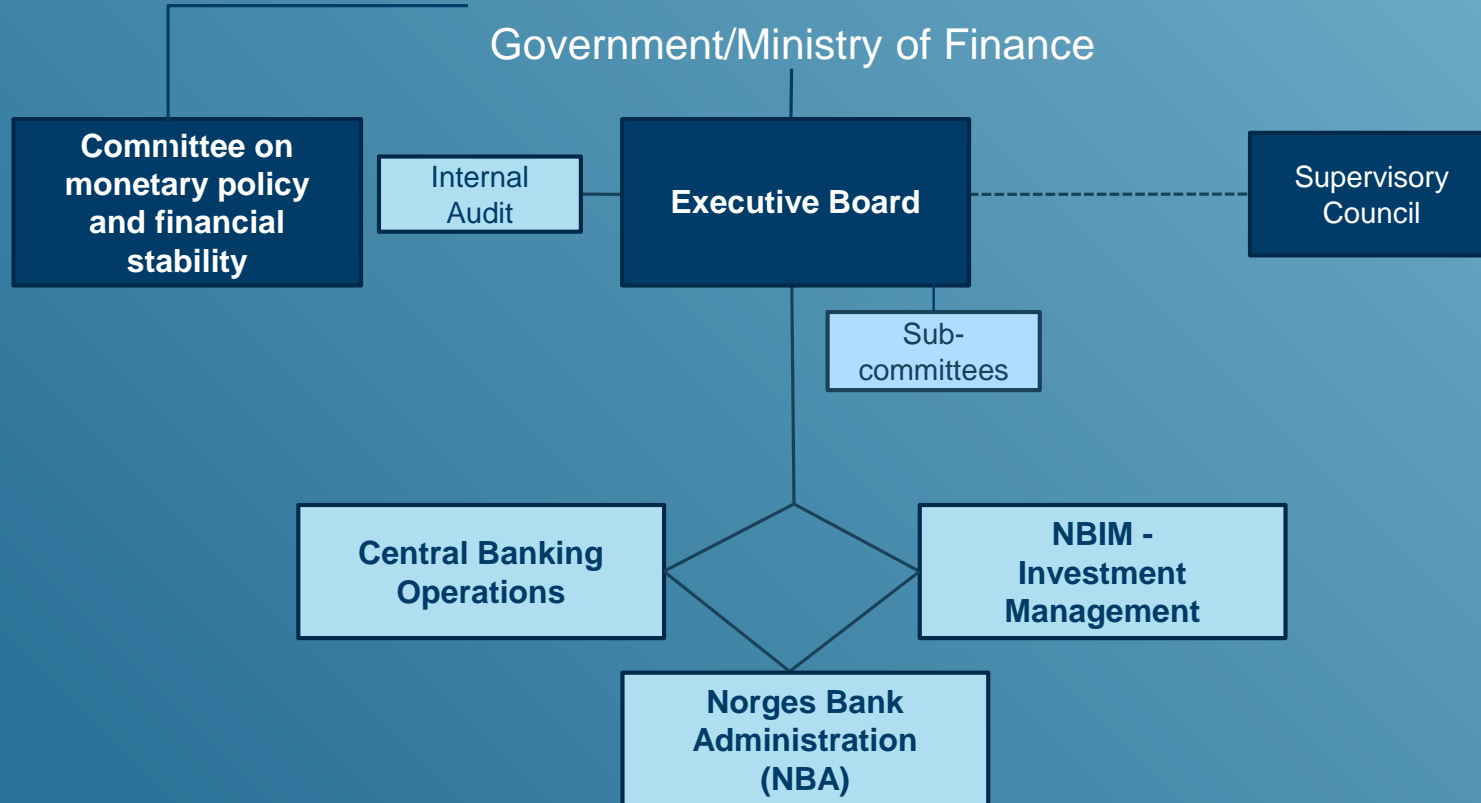 Government/Ministry of Finance
Committee on
monetary policy
and financial
stability
Internal
Audit
Executive Board
Supervisory
Council
Sub-
committees
Central Banking
Operations
NBIM -
Investment
Management
Norges Bank
Administration
(NBA)